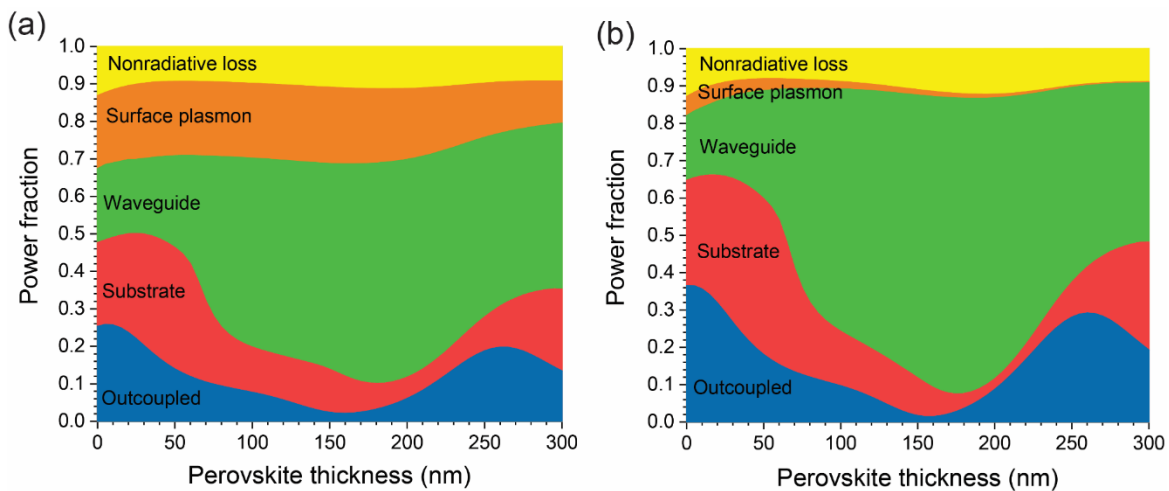 (a)
1.0
0.9
0.8
0.7
0.6
0.5
0.4
0.3
0.2
0.1
0.0
Power fraction
Nonradiative loss
Surface plasmon
Waveguide
Substrate
Outcoupled
0 50 100 150 200 250 300
Perovskite thickness (nm)
(b)
1.0
0.9
0.8
0.7
0.6
0.5
0.4
0.3
0.2
0.1
0.0
Power fraction
Nonradiative loss
Surface plasmon
Waveguide
Substrate
Outcoupled
0 50 100 150 200 250 300
Perovskite thickness (nm)